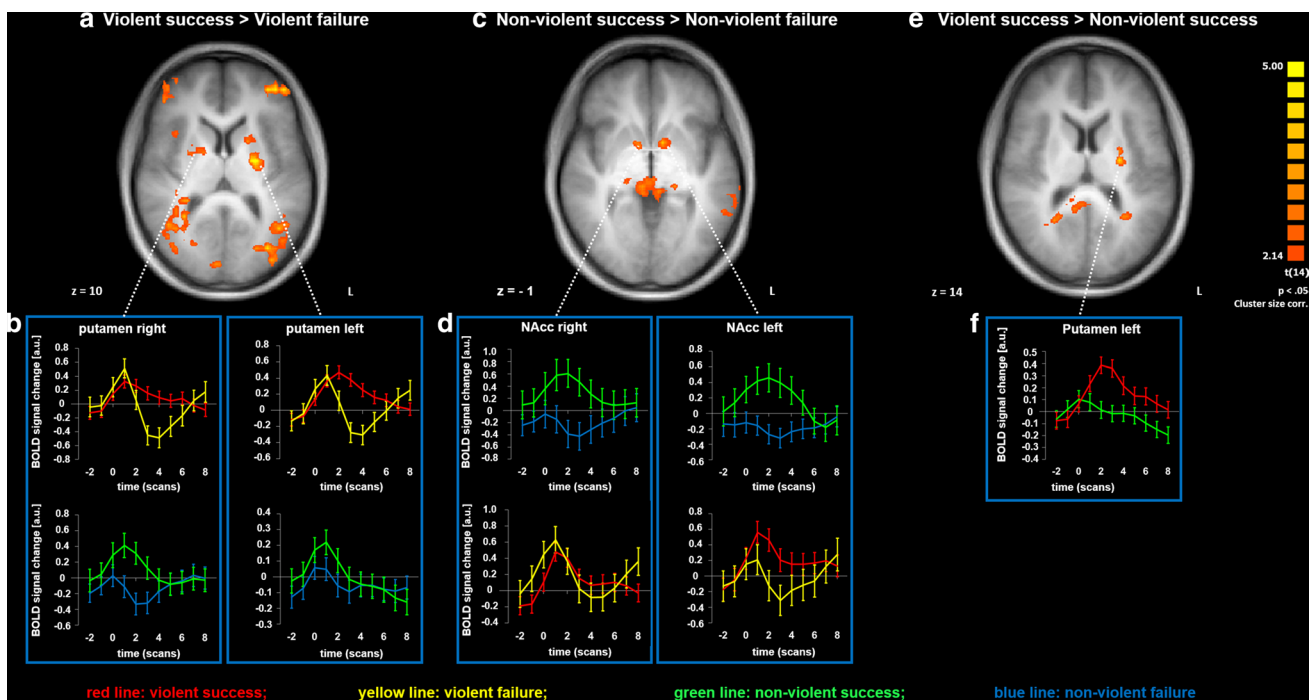 a Violent success > Violent failure
c Non-violent success > Non-violent failure
e Violent success > Non-violent success
5.00
2.14
t(14)
p < .05
Cluster size corr.
z = 10 L
z = - 1 L
z = 14 L
b
putamen right
BOLD signal change [a.u.]
0.8
0.6
0.4
0.2
0
-0.2
-0.4
-0.6
-0.8
-2 0 2 4 6 8
time (scans)
putamen left
0.8
0.6
0.4
0.2
0
-0.2
-0.4
-0.6
-2 0 2 4 6 8
time (scans)
BOLD signal change [a.u.]
0.8
0.6
0.4
0.2
0
-0.2
-0.4
-0.6
-2 0 2 4 6 8
time (scans)
0.4
0.3
0.2
0.1
0
-0.1
-0.2
-0.3
-2 0 2 4 6 8
time (scans)
d
NAcc right
BOLD signal change [a.u.]
1.0
0.8
0.6
0.4
0.2
0
-0.2
-0.4
-0.6
-0.8
-2 0 2 4 6 8
time (scans)
NAcc left
0.8
0.6
0.4
0.2
0
-0.2
-0.4
-0.6
-2 0 2 4 6 8
time (scans)
BOLD signal change [a.u.]
1.0
0.8
0.6
0.4
0.2
0
-0.2
-0.4
-2 0 2 4 6 8
time (scans)
0.8
0.6
0.4
0.2
0
-0.2
-0.4
-0.6
-2 0 2 4 6 8
time (scans)
f
Putamen left
BOLD signal change [a.u.]
0.5
0.4
0.3
0.2
0.1
0
-0.1
-0.2
-0.3
-0.4
-2 0 2 4 6 8
time (scans)
red line: violent success; yellow line: violent failure; green line: non-violent success; blue line: non-violent failure